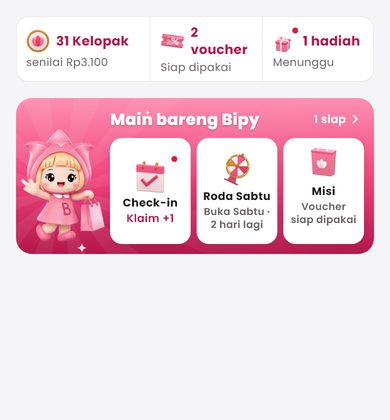 31 Kelopak
senilai Rp3.100
2
voucher
Siap dipakai
1 hadiah
Menunggu
Main bareng Bipy
1 siap
B
Check-in
Klaim +1
Roda Sabtu
Buka Sabtu ·
2 hari lagi
Misi
Voucher
siap dipakai